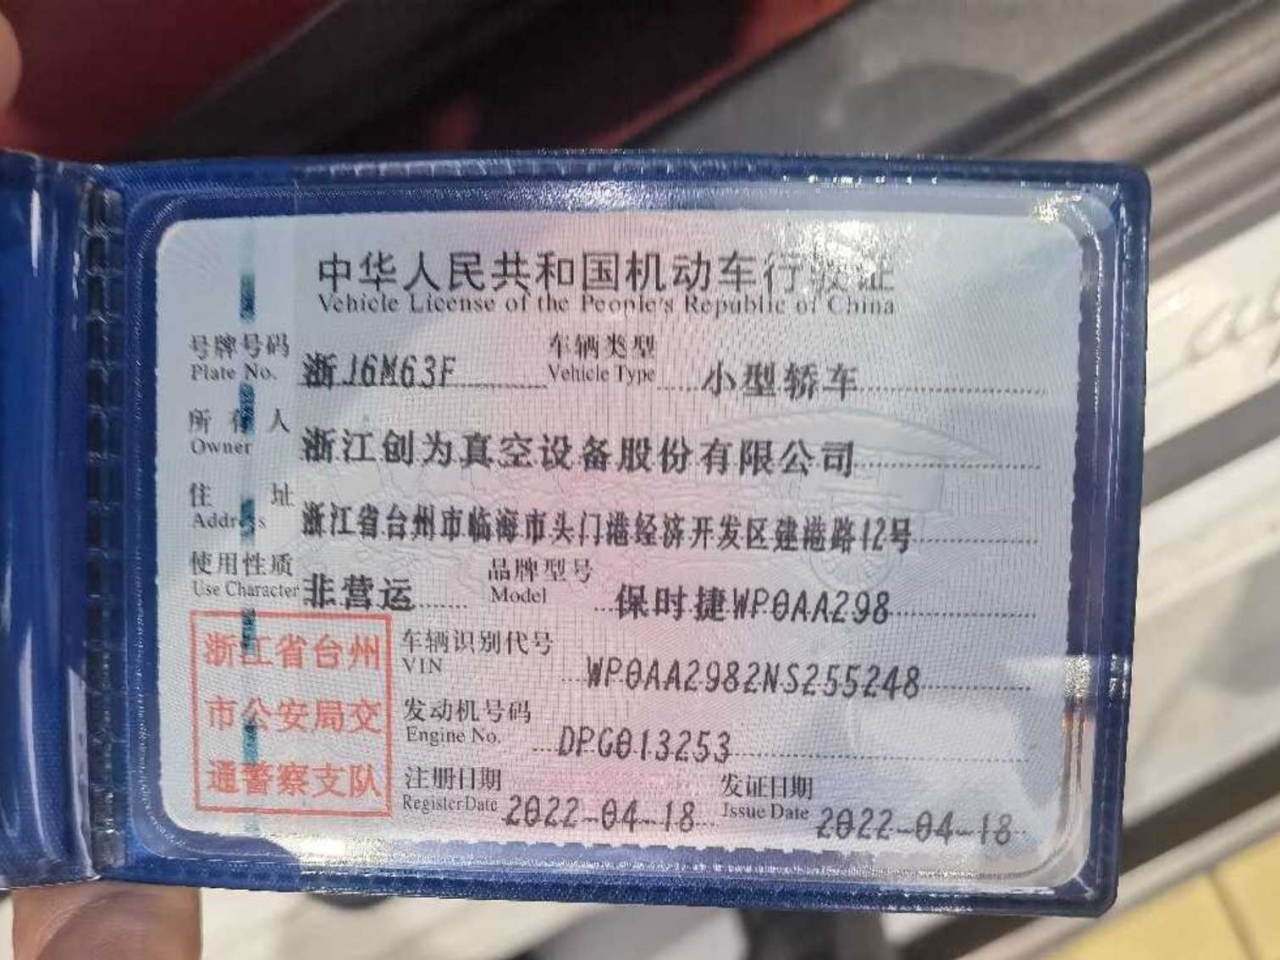 中华人民共和国机动车行驶证
Vehicle License of the People's Republic of China
号牌号码 浙J6M63F 车辆类型 小型轿车
Plate No. Vehicle Type
所有人 浙江创为真空设备股份有限公司
Owner
住址 浙江省台州市临海市头门港经济开发区建港路12号
Address
使用性质 非营运 品牌型号 保时捷WP0AA298
Use Character Model
浙江省台州
市公安局交
通警察支队
车辆识别代号 WP0AA2982NS255248
VIN
发动机号码 DPG013253
Engine No.
注册日期 2022-04-18 发证日期 2022-04-18
Register Date Issue Date